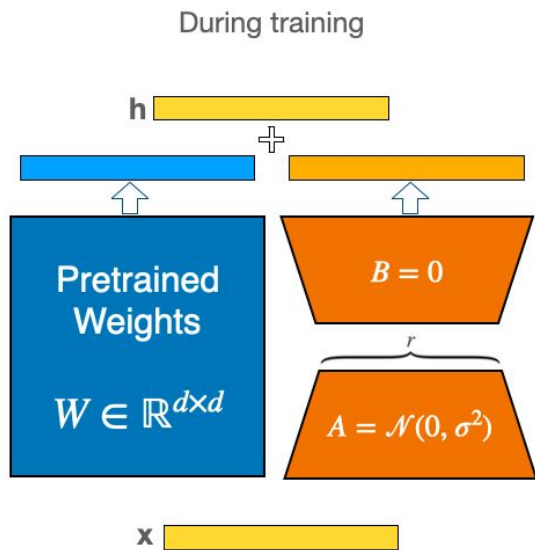 During training
h
Pretrained
Weights
W ∈ ℝ^{d×d}
B = 0
r
A = 𝒩(0, σ²)
x